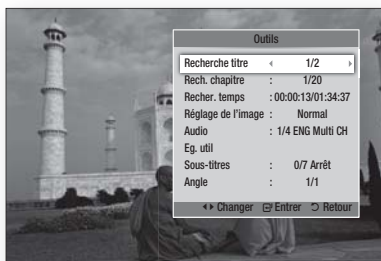 Outils
Recherche titre ◂ 1/2 ▸
Rech. chapitre : 1/20
Recher. temps : 00:00:13/01:34:37
Réglage de l'image : Normal
Audio : 1/4 ENG Multi CH
Eg. util
Sous-titres : 0/7 Arrêt
Angle : 1/1
◂▸ Changer Entrer Retour